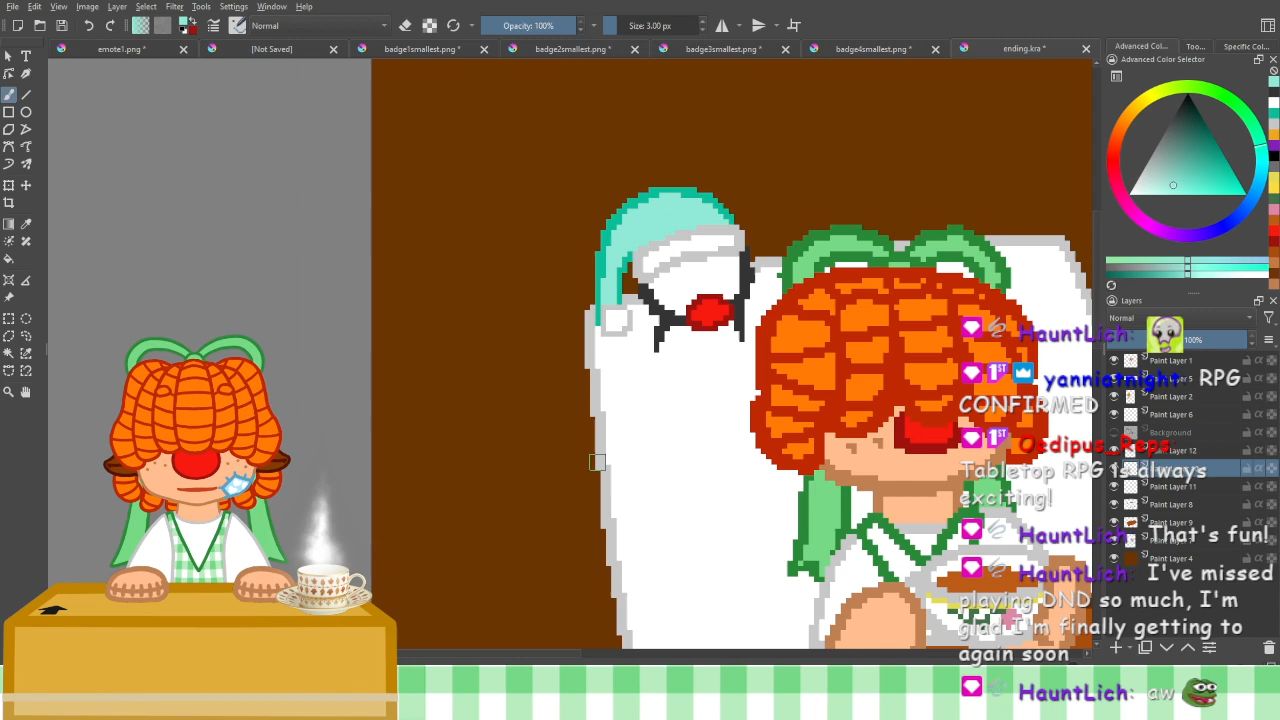 File Edit View Image Layer Select Filter Tools Settings Window Help
Normal Opacity: 100% Size: 3.00 px
emote1.png * [Not Saved] badge1smallest.png * badge2smallest.png * badge3smallest.png * badge4smallest.png * ending.kra *
Advanced Col... Too... Specific Col...
Advanced Color Selector
Layers
Normal
100%
Paint Layer 1
Paint Layer 2
Paint Layer 6
Background
Paint Layer 12
Paint Layer 11
Paint Layer 8
Paint Layer 9
Paint Layer 4
HauntLich:
yanniatnight: RPG
CONFIRMED
Oedipus_Reps:
Tabletop RPG is always
exciting!
HauntLich: That's fun!
HauntLich: I've missed
playing DND so much, I'm
glad I'm finally getting to
again soon
HauntLich: aw